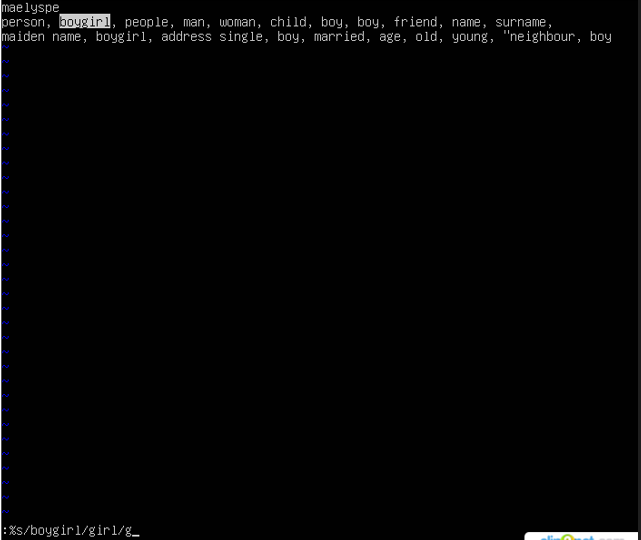 maelyspe
person, boygirl, people, man, woman, child, boy, boy, friend, name, surname,
maiden name, boygirl, address single, boy, married, age, old, young, "neighbour, boy
:%s/boygirl/girl/g_